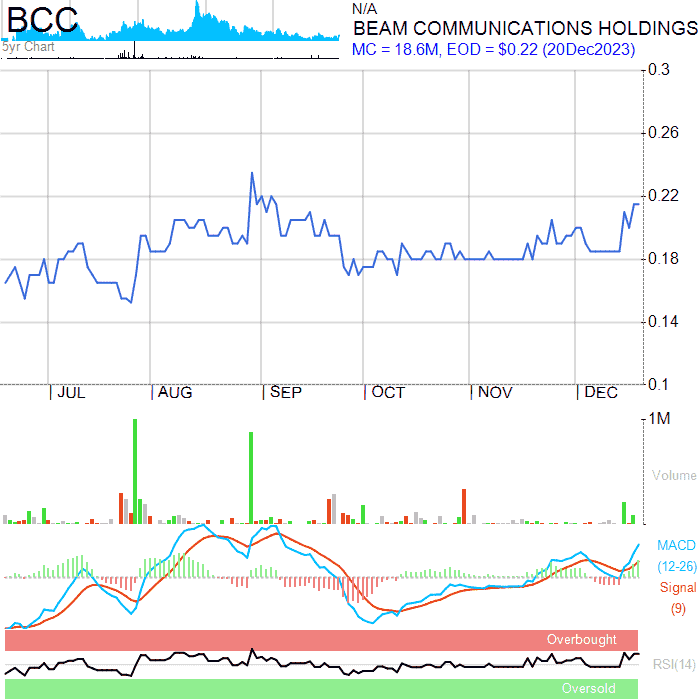 BCC
5yr Chart
N/A
BEAM COMMUNICATIONS HOLDINGS
MC = 18.6M, EOD = $0.22 (20Dec2023)
0.3
0.26
0.22
0.18
0.14
0.1
JUL AUG SEP OCT NOV DEC
1M
Volume
MACD
(12-26)
Signal
(9)
Overbought
RSI(14)
Oversold